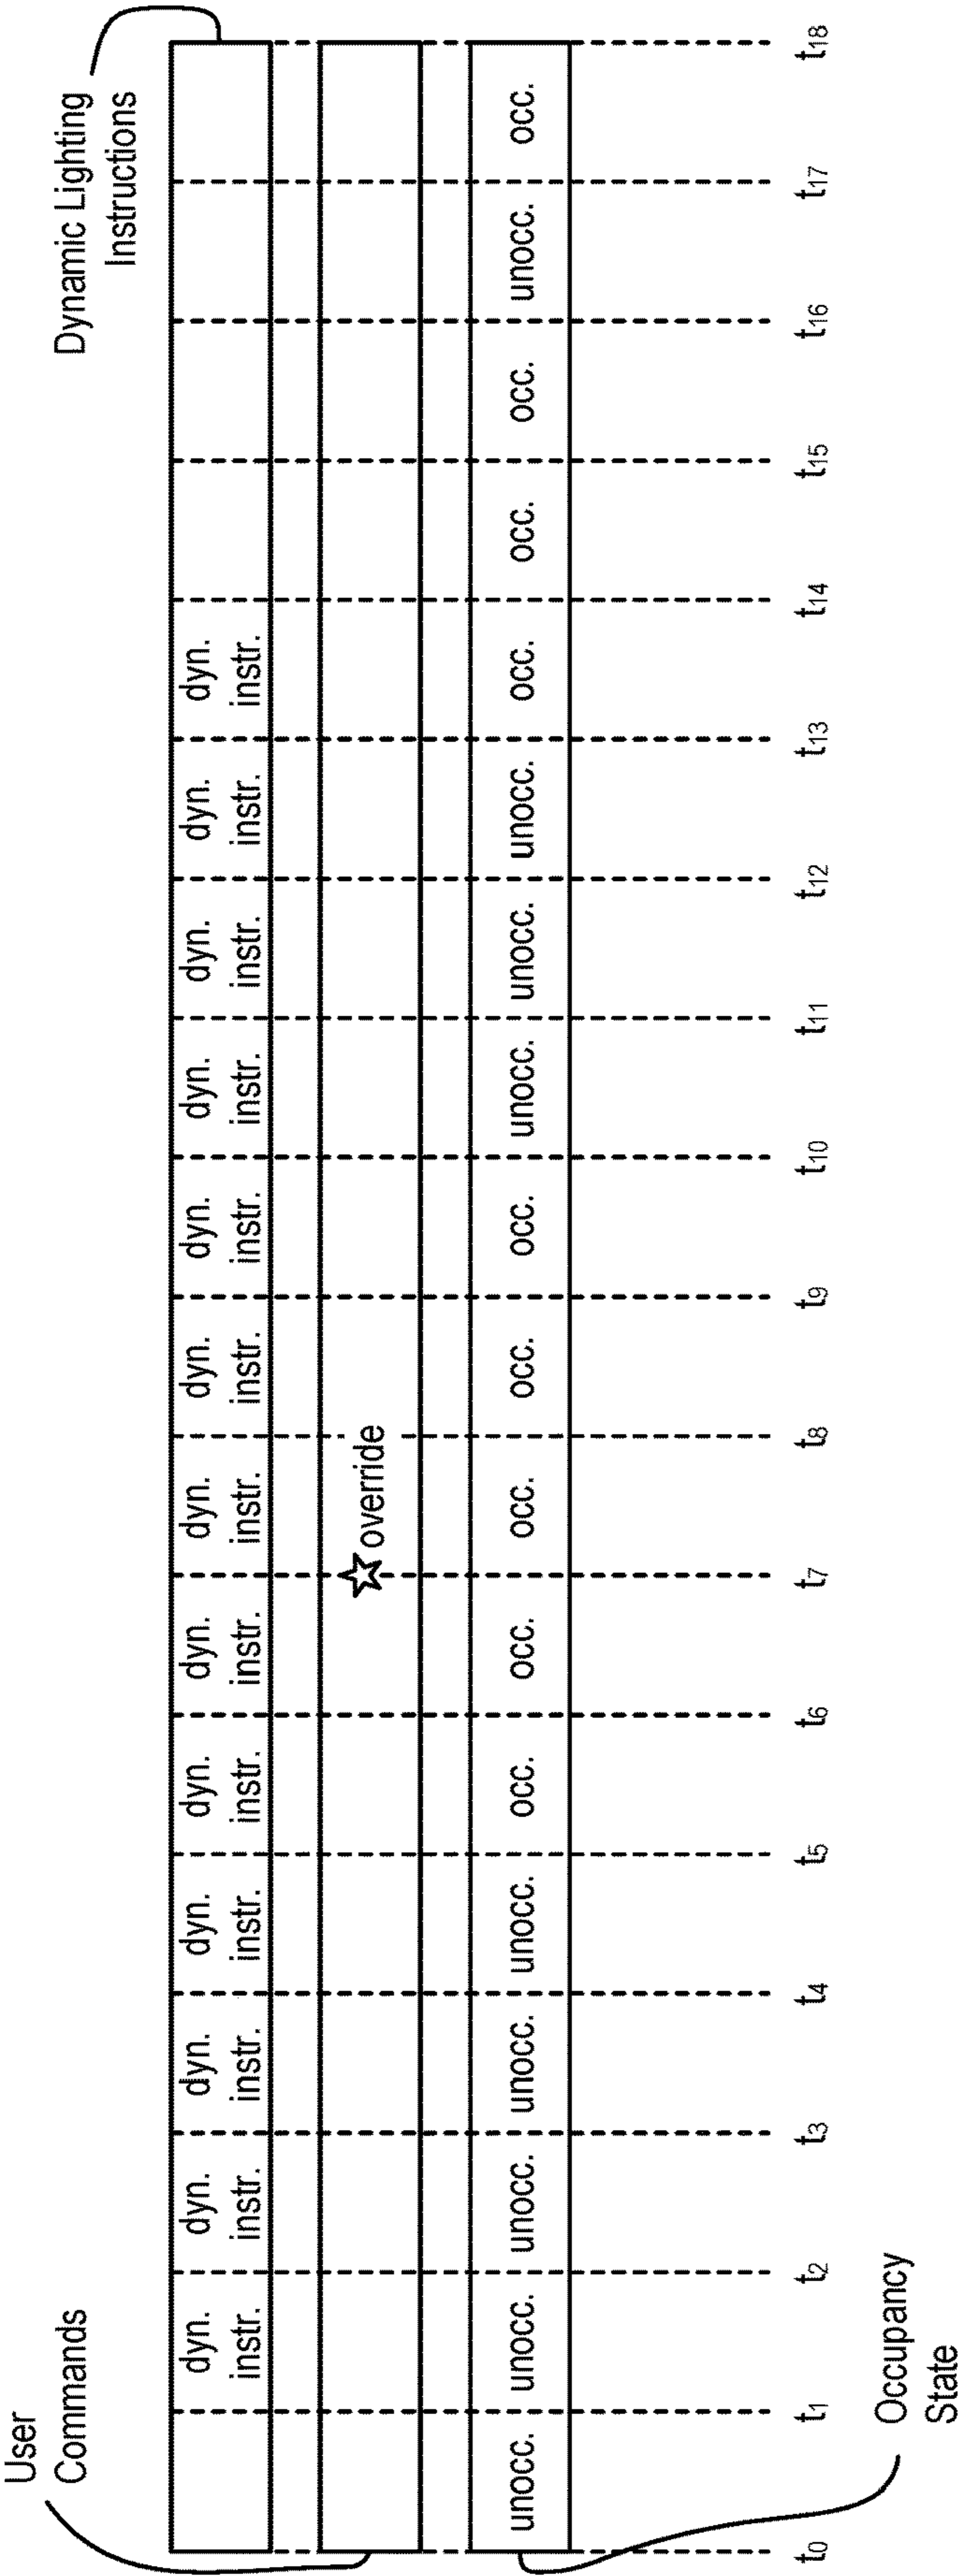 User
Commands
Dynamic Lighting
Instructions
dyn. dyn. dyn. dyn. dyn. dyn. dyn. dyn. dyn. dyn. dyn. dyn. dyn.
instr. instr. instr. instr. instr. instr. instr. instr. instr. instr. instr. instr. instr.
override
unocc. unocc. unocc. unocc. unocc. occ. occ. occ. occ. occ. unocc. unocc. unocc. occ. occ. occ. unocc. occ.
t0 t1 t2 t3 t4 t5 t6 t7 t8 t9 t10 t11 t12 t13 t14 t15 t16 t17 t18
Occupancy
State